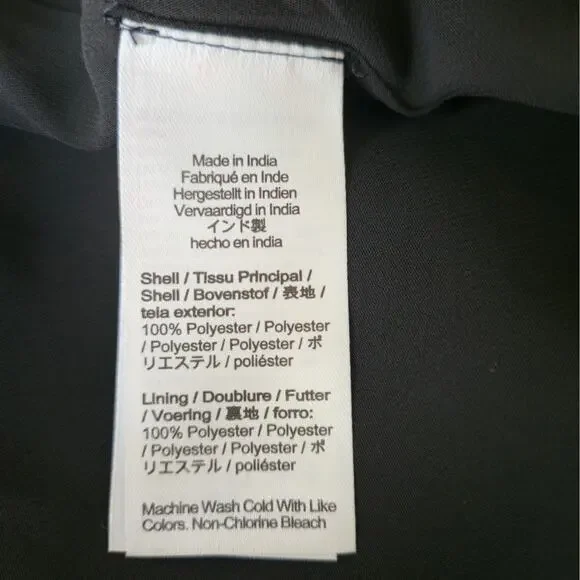 Made in India
Fabriqué en Inde
Hergestellt in Indien
Vervaardigd in India
インド製
hecho en india
Shell / Tissu Principal /
Shell / Bovenstof / 表地 /
tela exterior:
100% Polyester / Polyester
/ Polyester / Polyester / ポ
リエステル / poliéster
Lining / Doublure / Futter
/ Voering / 裏地 / forro:
100% Polyester / Polyester
/ Polyester / Polyester / ポ
リエステル / poliéster
Machine Wash Cold With Like
Colors. Non-Chlorine Bleach